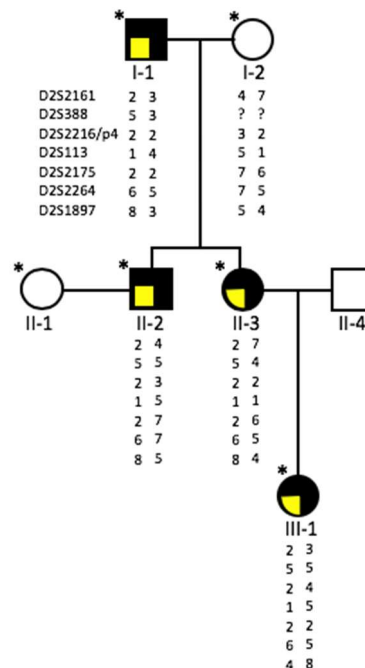 * *
I-1 I-2
D2S2161 2 3 4 7
D2S388 5 3 ? ?
D2S2216/p4 2 2 3 2
D2S113 1 4 5 1
D2S2175 2 2 7 6
D2S2264 6 5 7 5
D2S1897 8 3 5 4
* * *
II-1 II-2 II-3 II-4
2 4 2 7
5 5 5 4
2 3 2 2
1 5 1 1
2 7 2 6
6 7 6 5
8 5 8 4
*
III-1
2 3
5 5
2 4
1 5
2 2
6 5
4 8